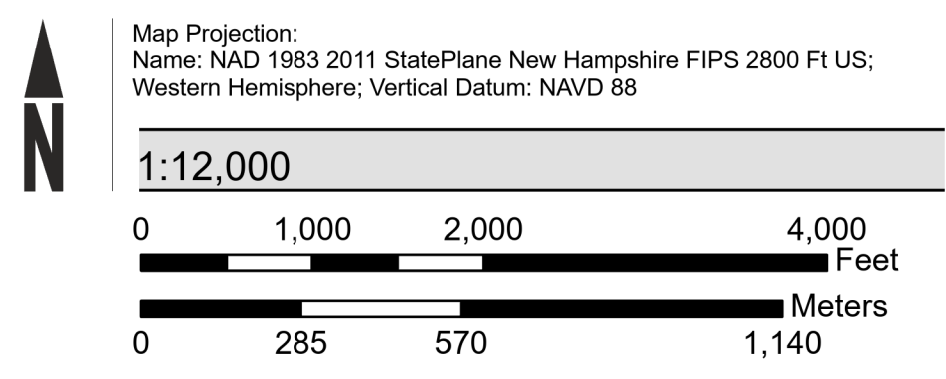 N
Map Projection:
Name: NAD 1983 2011 StatePlane New Hampshire FIPS 2800 Ft US;
Western Hemisphere; Vertical Datum: NAVD 88
1:12,000
0 1,000 2,000 4,000
Feet
Meters
0 285 570 1,140